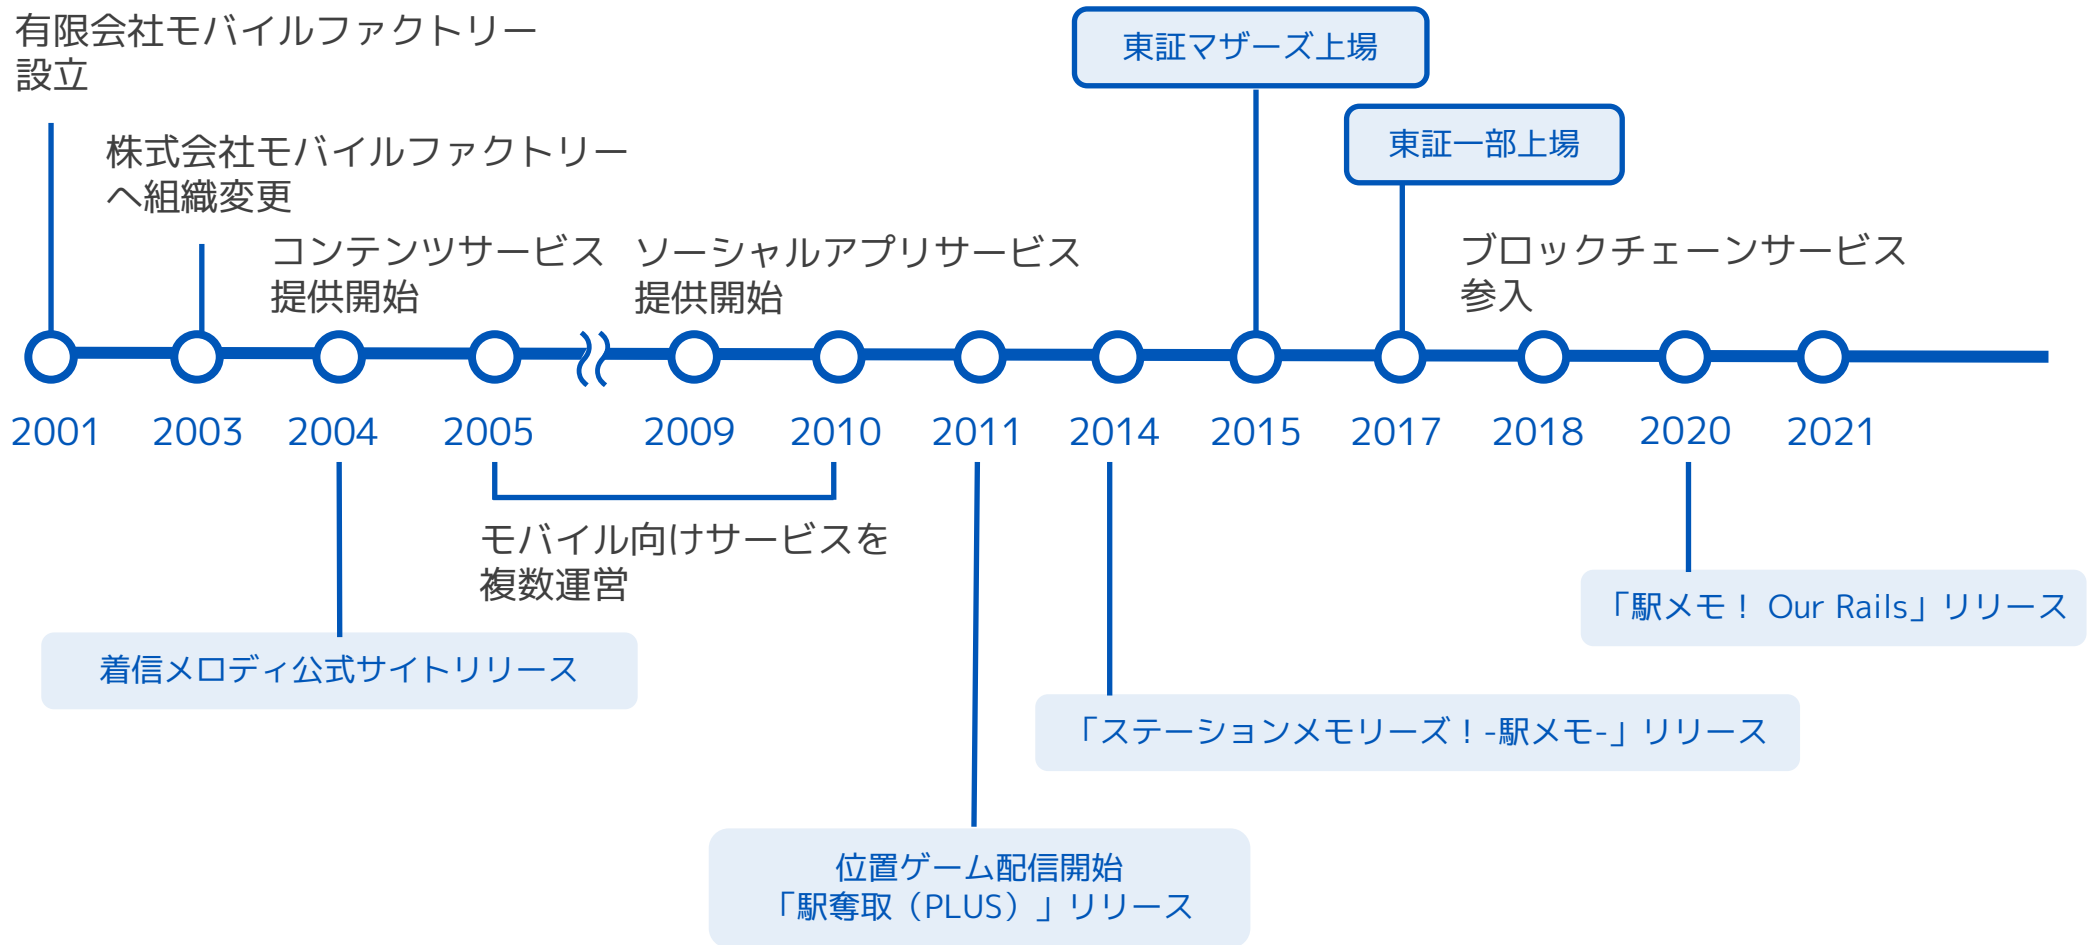 有限会社モバイルファクトリー
設立
株式会社モバイルファクトリー
へ組織変更
コンテンツサービス
提供開始
ソーシャルアプリサービス
提供開始
東証マザーズ上場
東証一部上場
ブロックチェーンサービス
参入
2001
2003
2004
2005
2009
2010
2011
2014
2015
2017
2018
2020
2021
モバイル向けサービスを
複数運営
着信メロディ公式サイトリリース
「駅メモ！ Our Rails」リリース
「ステーションメモリーズ！-駅メモ-」リリース
位置ゲーム配信開始
「駅奪取（PLUS）」リリース